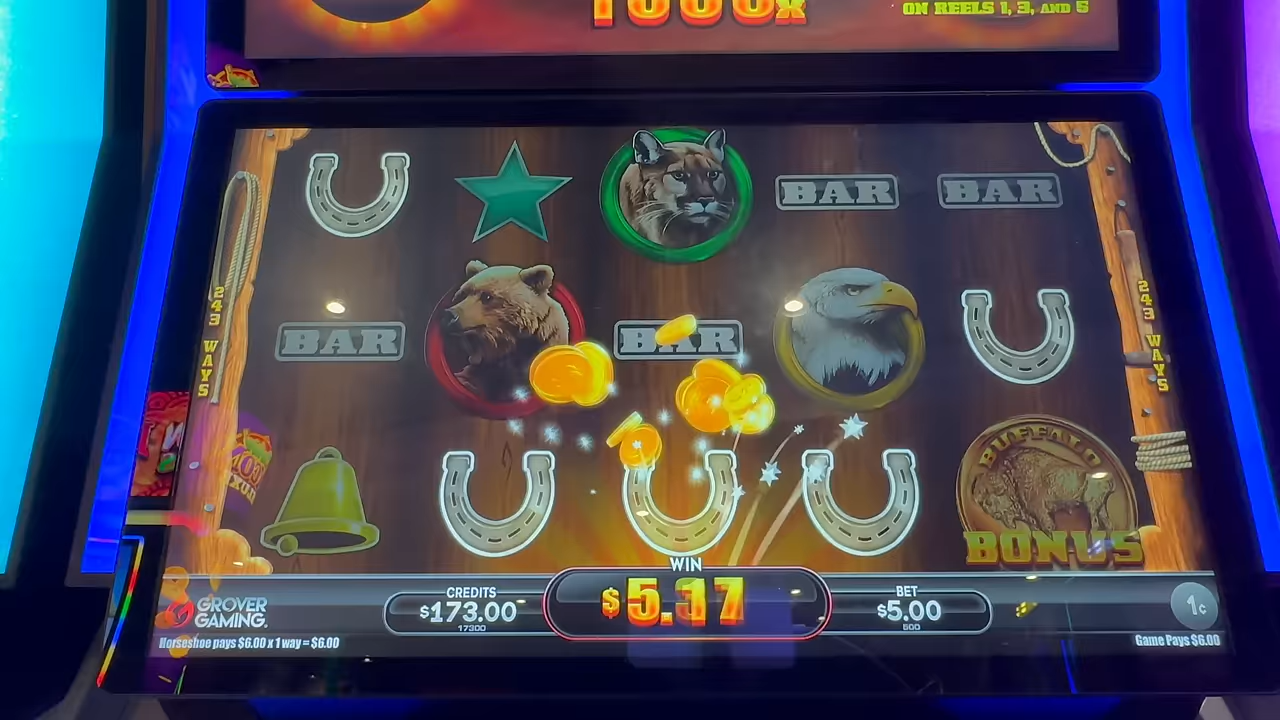 1000x
ON REELS 1, 3, AND 5
BAR
BAR
243 WAYS
BAR
BAR
243 WAYS
BUFFALO
BONUS
GROVER
GAMING.
CREDITS
$173.00
17300
WIN
$5.37
BET
$5.00
500
1¢
Horseshoe pays $6.00 x 1 way = $6.00
Game Pays $6.00